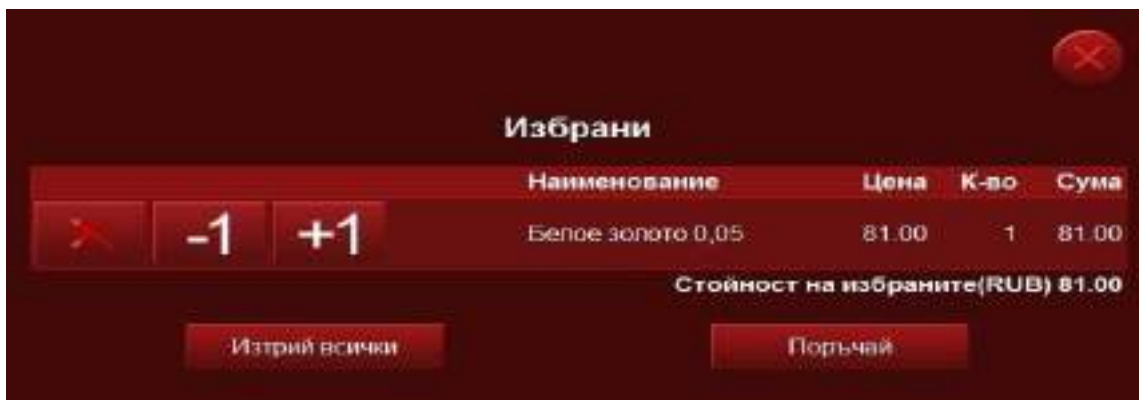 Избрани
Наименование Цена К-во Сума
-1 +1 Белое золото 0,05 81.00 1 81.00
Стойност на избраните(RUB) 81.00
Изтрий всички Поръчай